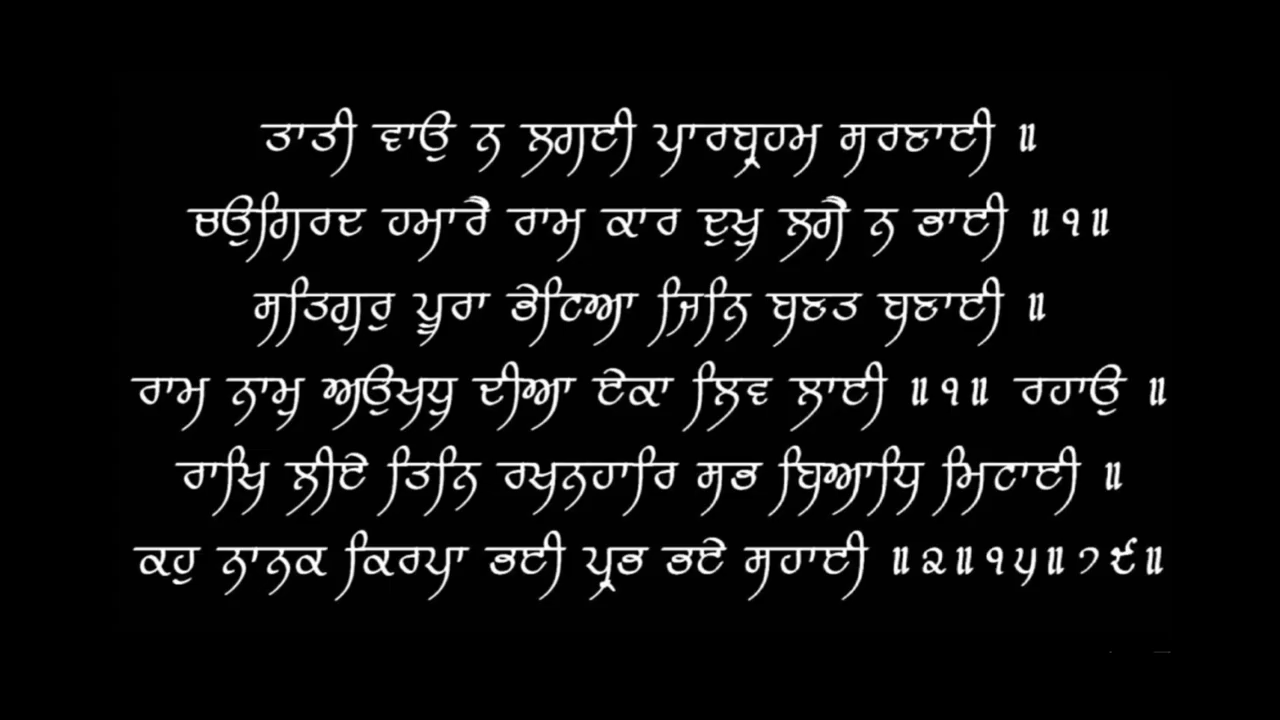 ਤਾਤੀ ਵਾਉ ਨ ਲਗਈ ਪਾਰਬ੍ਰਹਮ ਸਰਣਾਈ ॥
ਚਉਗਿਰਦ ਹਮਾਰੈ ਰਾਮ ਕਾਰ ਦੁਖੁ ਲਗੈ ਨ ਭਾਈ ॥੧॥
ਸਤਿਗੁਰੁ ਪੂਰਾ ਭੇਟਿਆ ਜਿਨਿ ਬਣਤ ਬਣਾਈ ॥
ਰਾਮ ਨਾਮੁ ਅਉਖਧੁ ਦੀਆ ਏਕਾ ਲਿਵ ਲਾਈ ॥੧॥ ਰਹਾਉ ॥
ਰਾਖਿ ਲੀਏ ਤਿਨਿ ਰਖਨਹਾਰਿ ਸਭ ਬਿਆਧਿ ਮਿਟਾਈ ॥
ਕਹੁ ਨਾਨਕ ਕਿਰਪਾ ਭਈ ਪ੍ਰਭ ਭਏ ਸਹਾਈ ॥੨॥੧੫॥੭੯॥